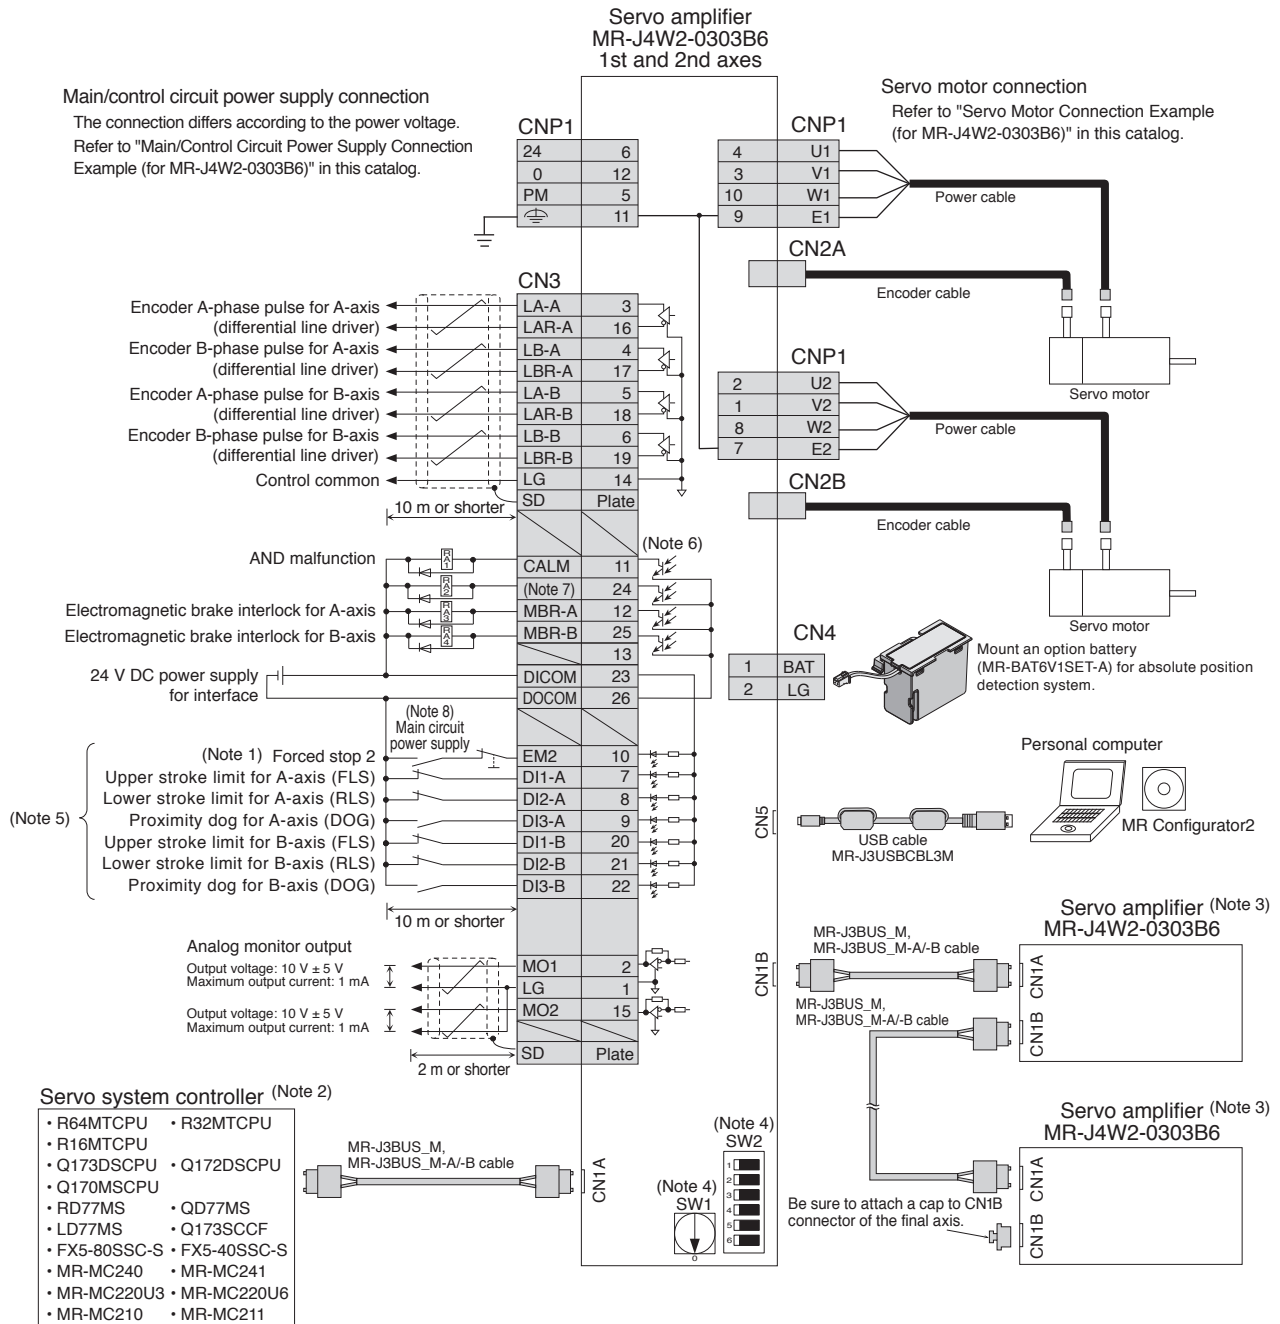 Servo amplifier
MR-J4W2-0303B6
1st and 2nd axes
Main/control circuit power supply connection
The connection differs according to the power voltage.
Refer to "Main/Control Circuit Power Supply Connection
Example (for MR-J4W2-0303B6)" in this catalog.
Servo motor connection
Refer to "Servo Motor Connection Example
(for MR-J4W2-0303B6)" in this catalog.
CNP1
24 6
0 12
PM 5
11
CNP1
4 U1
3 V1
10 W1
9 E1
Power cable
CN2A
Encoder cable
Servo motor
CNP1
2 U2
1 V2
8 W2
7 E2
Power cable
CN2B
Encoder cable
Servo motor
CN3
Encoder A-phase pulse for A-axis LA-A 3
(differential line driver) LAR-A 16
Encoder B-phase pulse for A-axis LB-A 4
(differential line driver) LBR-A 17
Encoder A-phase pulse for B-axis LA-B 5
(differential line driver) LAR-B 18
Encoder B-phase pulse for B-axis LB-B 6
(differential line driver) LBR-B 19
Control common LG 14
SD Plate
10 m or shorter
(Note 6)
AND malfunction RA1 CALM 11
RA2 (Note 7) 24
Electromagnetic brake interlock for A-axis RA3 MBR-A 12
Electromagnetic brake interlock for B-axis RA4 MBR-B 25
13
24 V DC power supply DICOM 23
for interface DOCOM 26
(Note 8)
Main circuit
power supply
(Note 1) Forced stop 2 EM2 10
Upper stroke limit for A-axis (FLS) DI1-A 7
Lower stroke limit for A-axis (RLS) DI2-A 8
(Note 5)
Proximity dog for A-axis (DOG) DI3-A 9
Upper stroke limit for B-axis (FLS) DI1-B 20
Lower stroke limit for B-axis (RLS) DI2-B 21
Proximity dog for B-axis (DOG) DI3-B 22
10 m or shorter
Analog monitor output
Output voltage: 10 V ± 5 V
Maximum output current: 1 mA
Output voltage: 10 V ± 5 V
Maximum output current: 1 mA
MO1 2
LG 1
MO2 15
SD Plate
2 m or shorter
CN4
1 BAT
2 LG
Mount an option battery
(MR-BAT6V1SET-A) for absolute position
detection system.
Personal computer
CN5
USB cable
MR-J3USBCBL3M
MR Configurator2
CN1B
MR-J3BUS_M,
MR-J3BUS_M-A/-B cable
Servo amplifier (Note 3)
MR-J4W2-0303B6
CN1A
CN1B
MR-J3BUS_M,
MR-J3BUS_M-A/-B cable
Servo amplifier (Note 3)
MR-J4W2-0303B6
CN1A
CN1B
Be sure to attach a cap to CN1B
connector of the final axis.
Servo system controller (Note 2)
• R64MTCPU • R32MTCPU
• R16MTCPU
• Q173DSCPU • Q172DSCPU
• Q170MSCPU
• RD77MS • QD77MS
• LD77MS • Q173SCCF
• FX5-80SSC-S • FX5-40SSC-S
• MR-MC240 • MR-MC241
• MR-MC220U3 • MR-MC220U6
• MR-MC210 • MR-MC211
MR-J3BUS_M,
MR-J3BUS_M-A/-B cable
CN1A
(Note 4)
SW1
0
(Note 4)
SW2
1
2
3
4
5
6